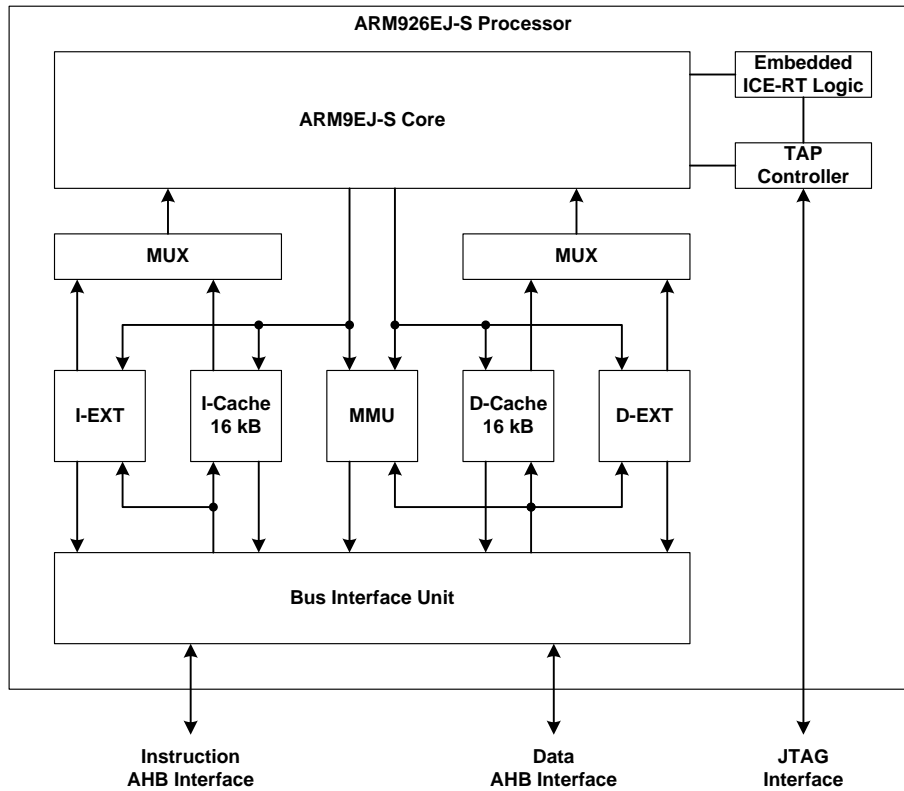 ARM926EJ-S Processor
Embedded
ICE-RT Logic
ARM9EJ-S Core
TAP
Controller
MUX
MUX
I-EXT
I-Cache
16 kB
MMU
D-Cache
16 kB
D-EXT
Bus Interface Unit
Instruction
AHB Interface
Data
AHB Interface
JTAG
Interface